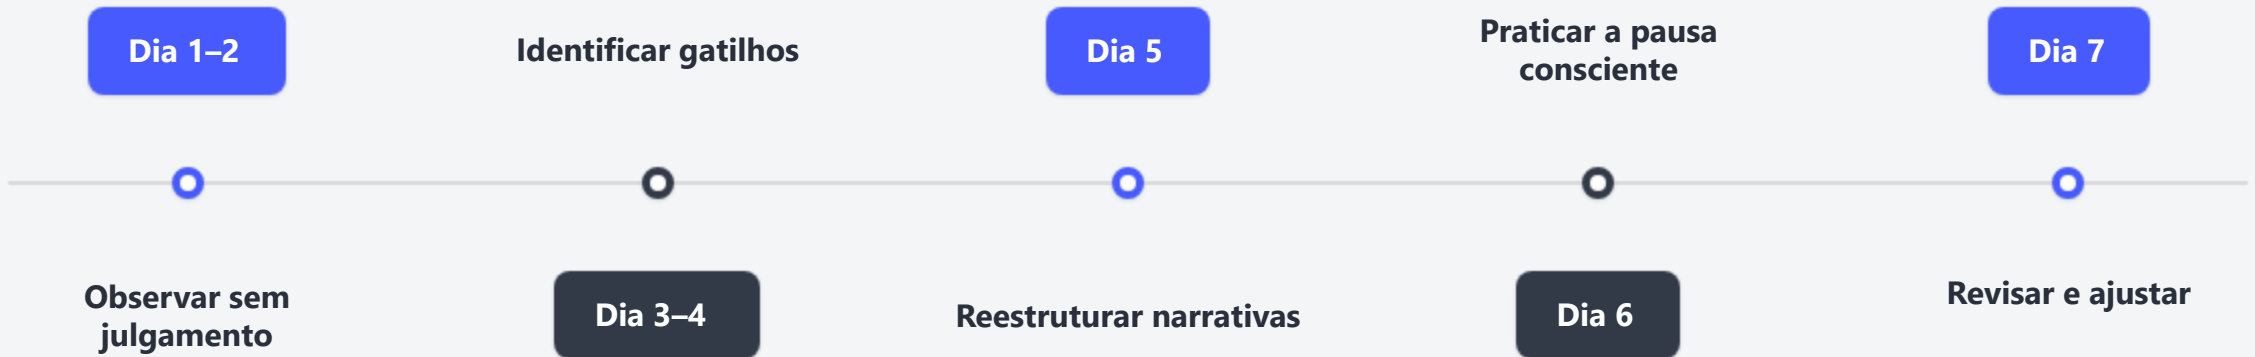 Dia 1–2
Observar sem
julgamento
Identificar gatilhos
Dia 3–4
Dia 5
Reestruturar narrativas
Praticar a pausa
consciente
Dia 6
Dia 7
Revisar e ajustar